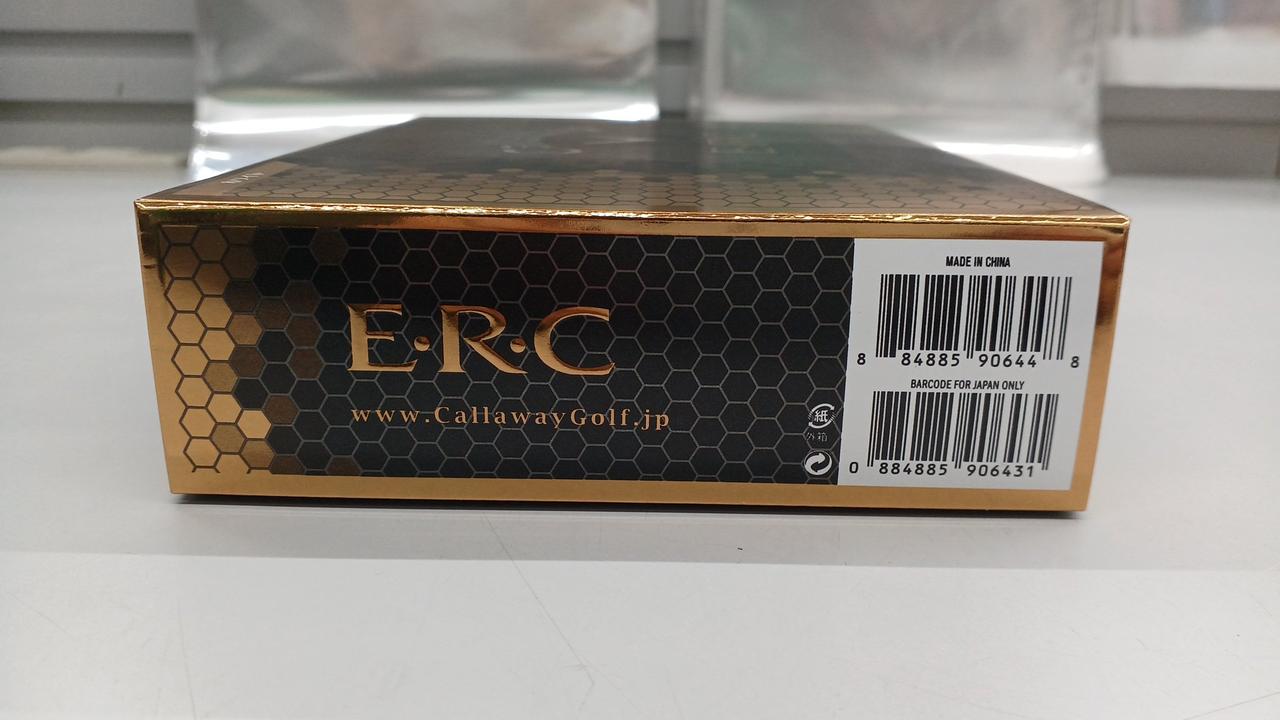 E·R·C
www.CallawayGolf.jp
紙
外箱
MADE IN CHINA
8 84885 90644 8
BARCODE FOR JAPAN ONLY
0 884885 906431